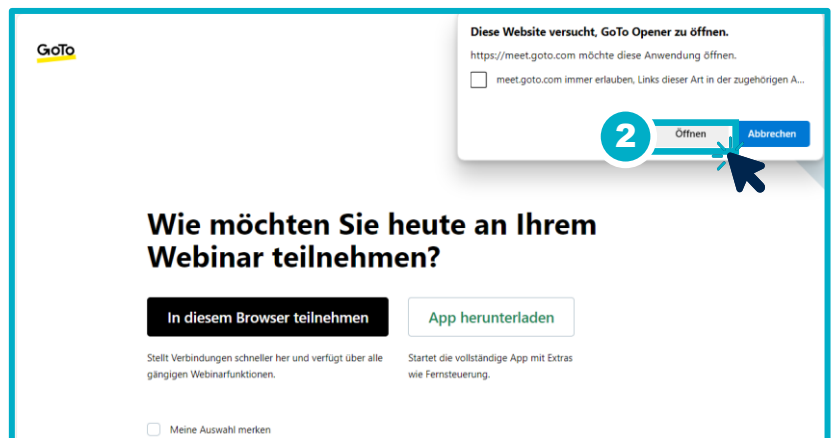 GoTo
Diese Website versucht, GoTo Opener zu öffnen.
https://meet.goto.com möchte diese Anwendung öffnen.
meet.goto.com immer erlauben, Links dieser Art in der zugehörigen A...
2
Öffnen
Abbrechen
Wie möchten Sie heute an Ihrem
Webinar teilnehmen?
In diesem Browser teilnehmen
App herunterladen
Stellt Verbindungen schneller her und verfügt über alle
gängigen Webinarfunktionen.
Startet die vollständige App mit Extras
wie Fernsteuerung.
Meine Auswahl merken